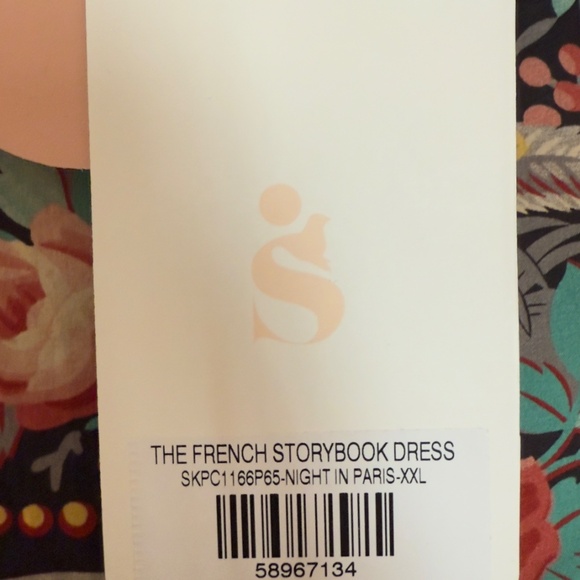 S
THE FRENCH STORYBOOK DRESS
SKPC1166P65-NIGHT IN PARIS-XXL
58967134